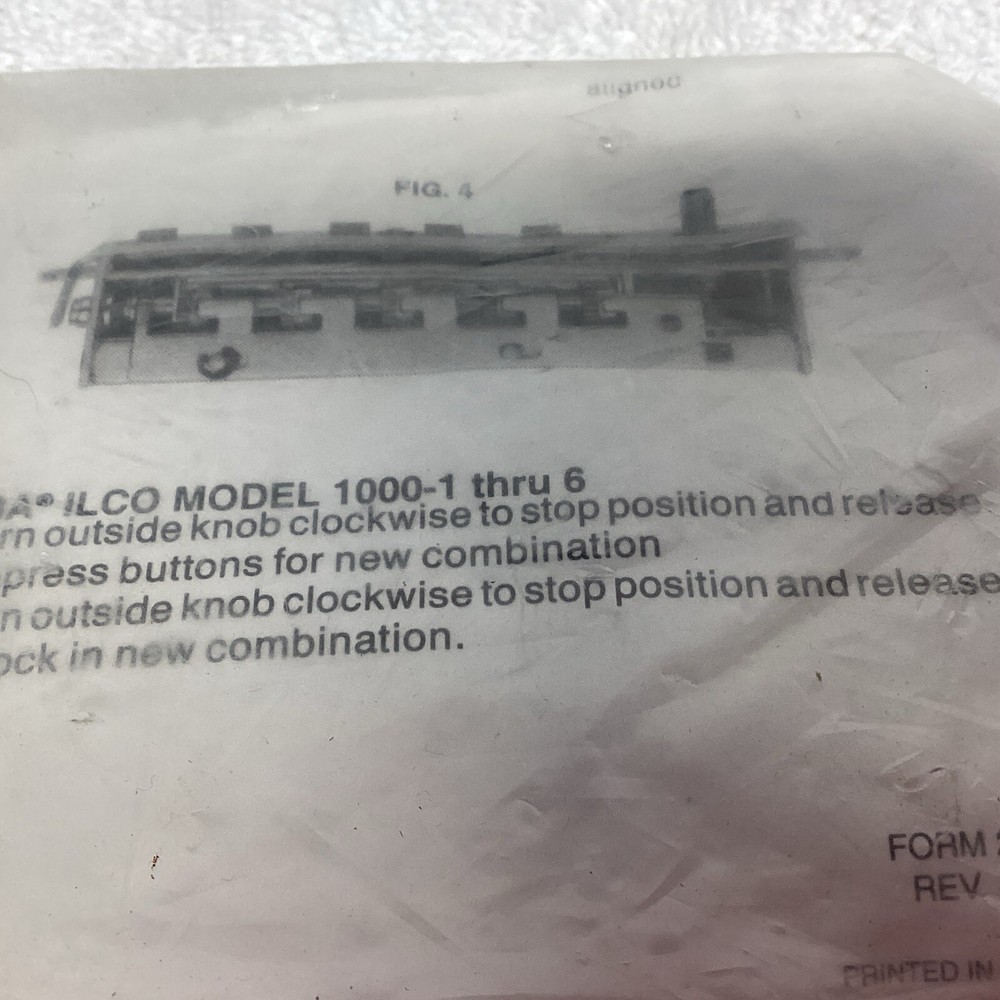 aligned
FIG. 4
A® ILCO MODEL 1000-1 thru 6
rn outside knob clockwise to stop position and release
press buttons for new combination
n outside knob clockwise to stop position and release
ock in new combination.
FORM
REV.
PRINTED IN